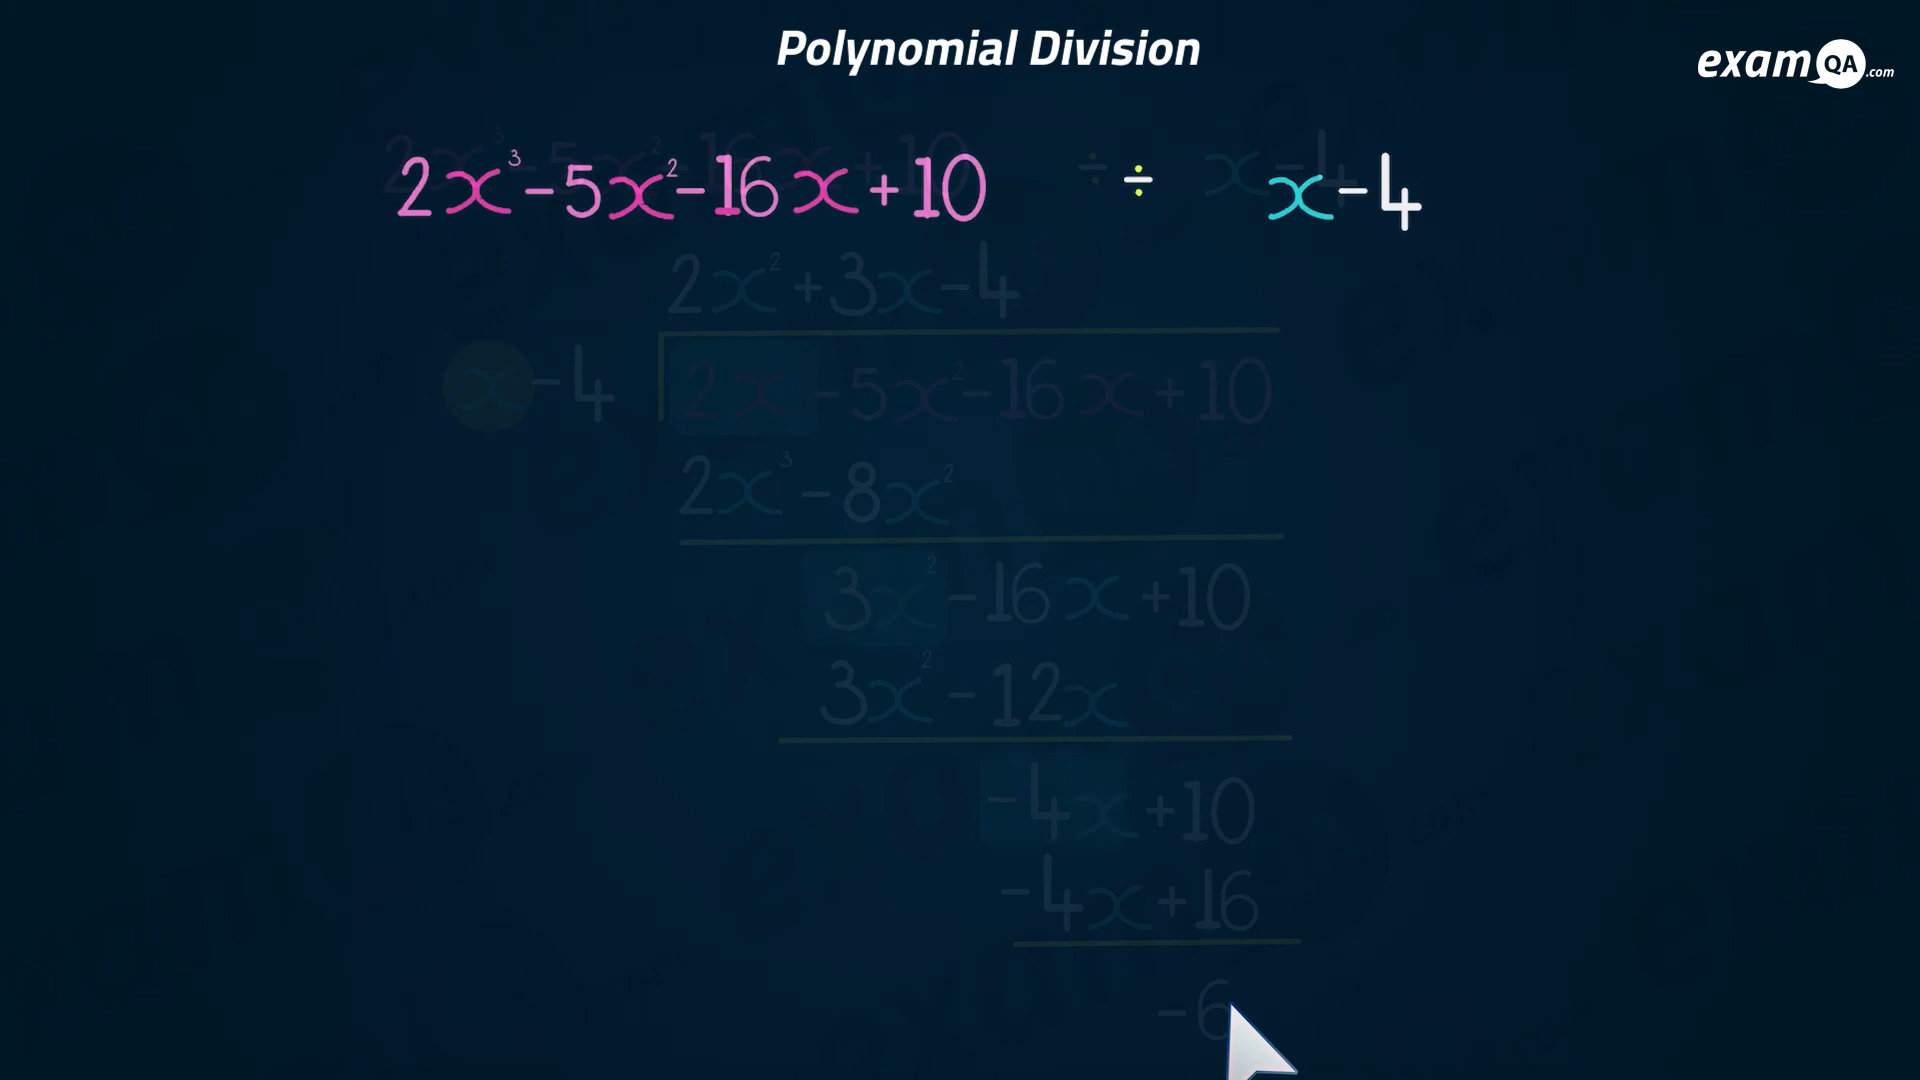 Polynomial Division
examQA.com
2x³-5x²-16x+10 ÷ x-4
2x²+3x-4
x-4 2x-5x²-16x+10
2x³-8x²
3x²-16x+10
3x²-12x
-4x+10
-4x+16
-6